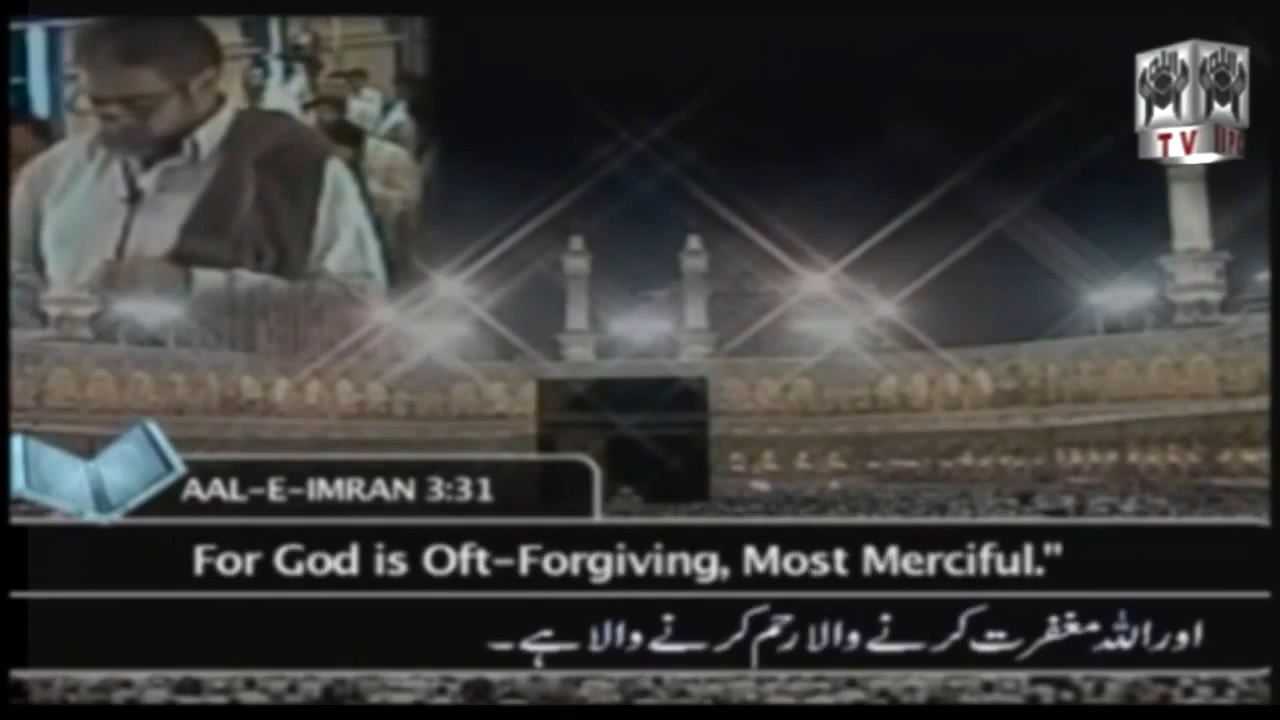 TV
AAL-E-IMRAN 3:31
For God is Oft-Forgiving, Most Merciful."
اور اللہ مغفرت کرنے والا رحم کرنے والا ہے۔